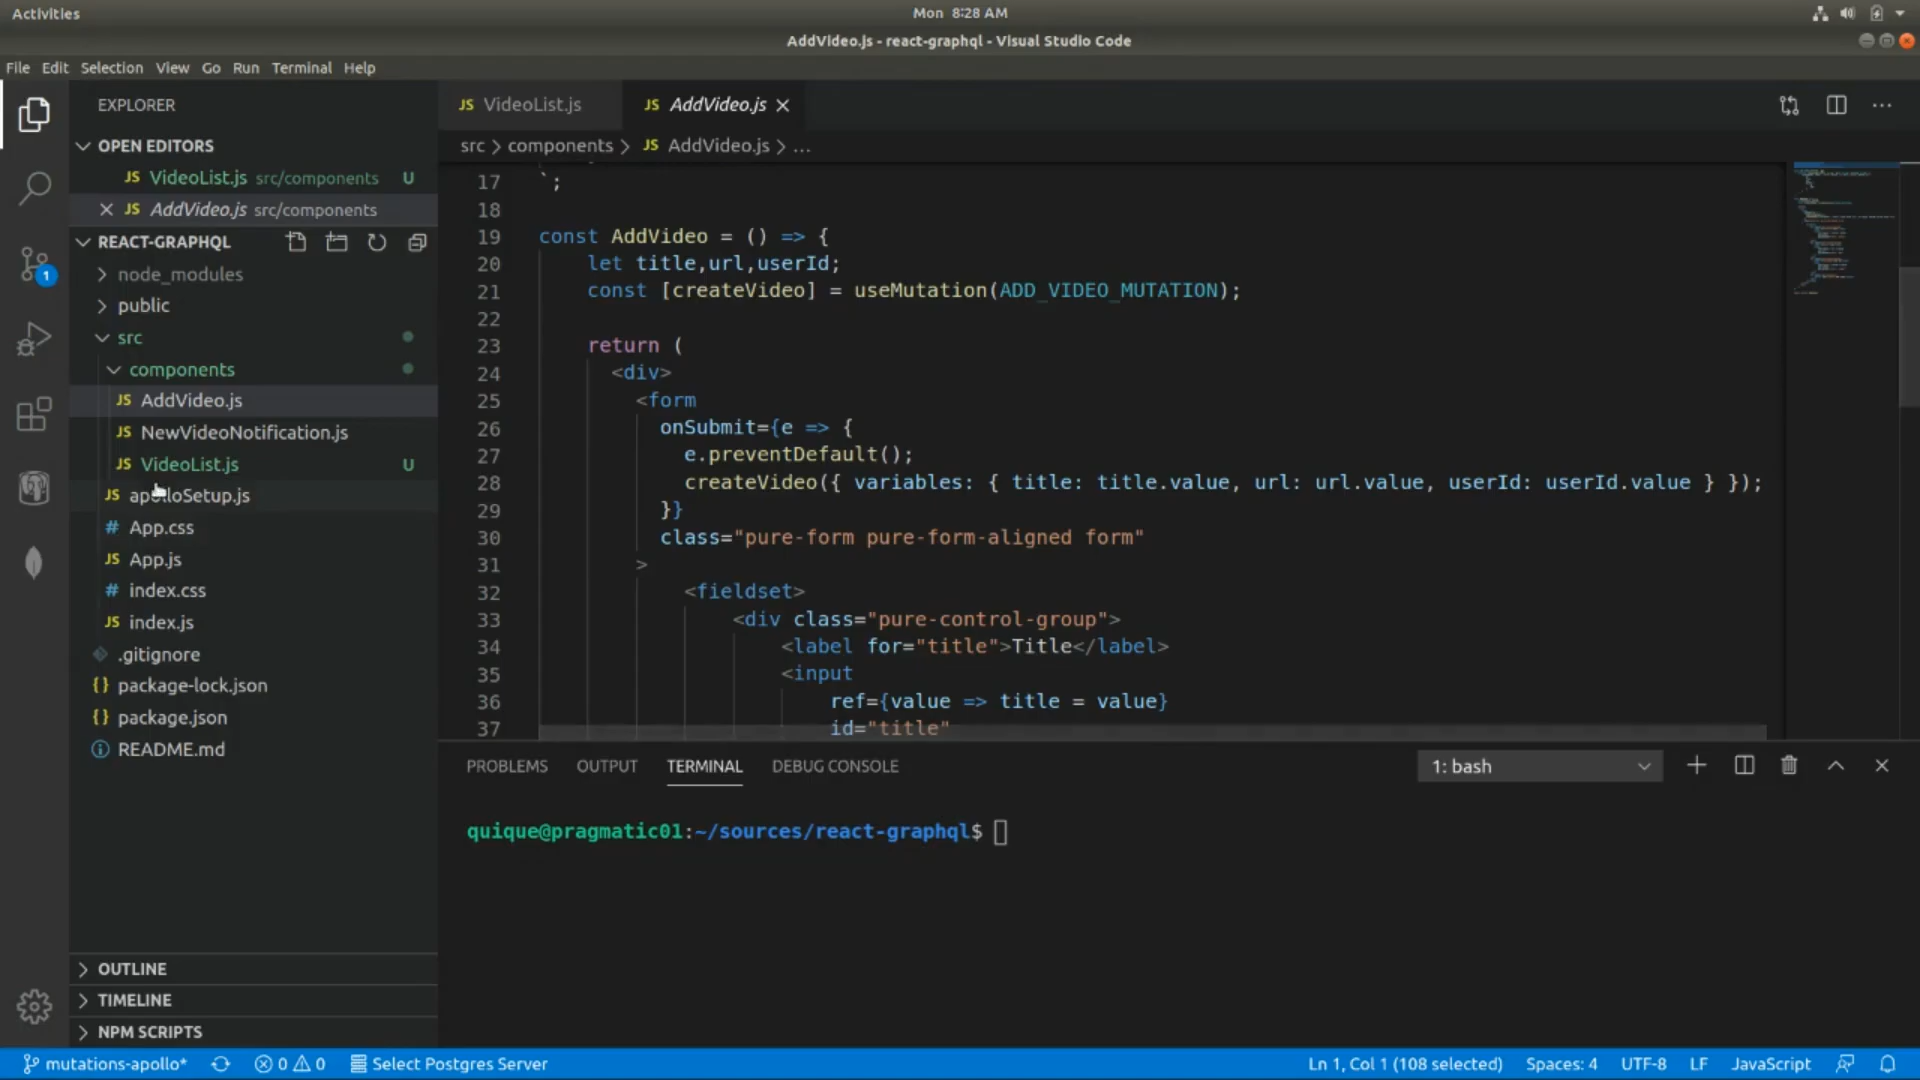 Activities
Mon 8:28 AM
AddVideo.js - react-graphql - Visual Studio Code
File Edit Selection View Go Run Terminal Help
EXPLORER
OPEN EDITORS
JS VideoList.js src/components U
JS AddVideo.js src/components
REACT-GRAPHQL
node_modules
public
src
components
JS AddVideo.js
JS NewVideoNotification.js
JS VideoList.js U
JS apolloSetup.js
# App.css
JS App.js
# index.css
JS index.js
.gitignore
{} package-lock.json
{} package.json
README.md
OUTLINE
TIMELINE
NPM SCRIPTS
1
JS VideoList.js
JS AddVideo.js
src > components > JS AddVideo.js > ...
17 `;
18
19 const AddVideo = () => {
20 let title,url,userId;
21 const [createVideo] = useMutation(ADD_VIDEO_MUTATION);
22
23 return (
24 <div>
25 <form
26 onSubmit={e => {
27 e.preventDefault();
28 createVideo({ variables: { title: title.value, url: url.value, userId: userId.value } });
29 }}
30 class="pure-form pure-form-aligned form"
31 >
32 <fieldset>
33 <div class="pure-control-group">
34 <label for="title">Title</label>
35 <input
36 ref={value => title = value}
37 id="title"
PROBLEMS OUTPUT TERMINAL DEBUG CONSOLE
1: bash
quique@pragmatic01:~/sources/react-graphql$
mutations-apollo* 0 0 Select Postgres Server
Ln 1, Col 1 (108 selected) Spaces: 4 UTF-8 LF JavaScript